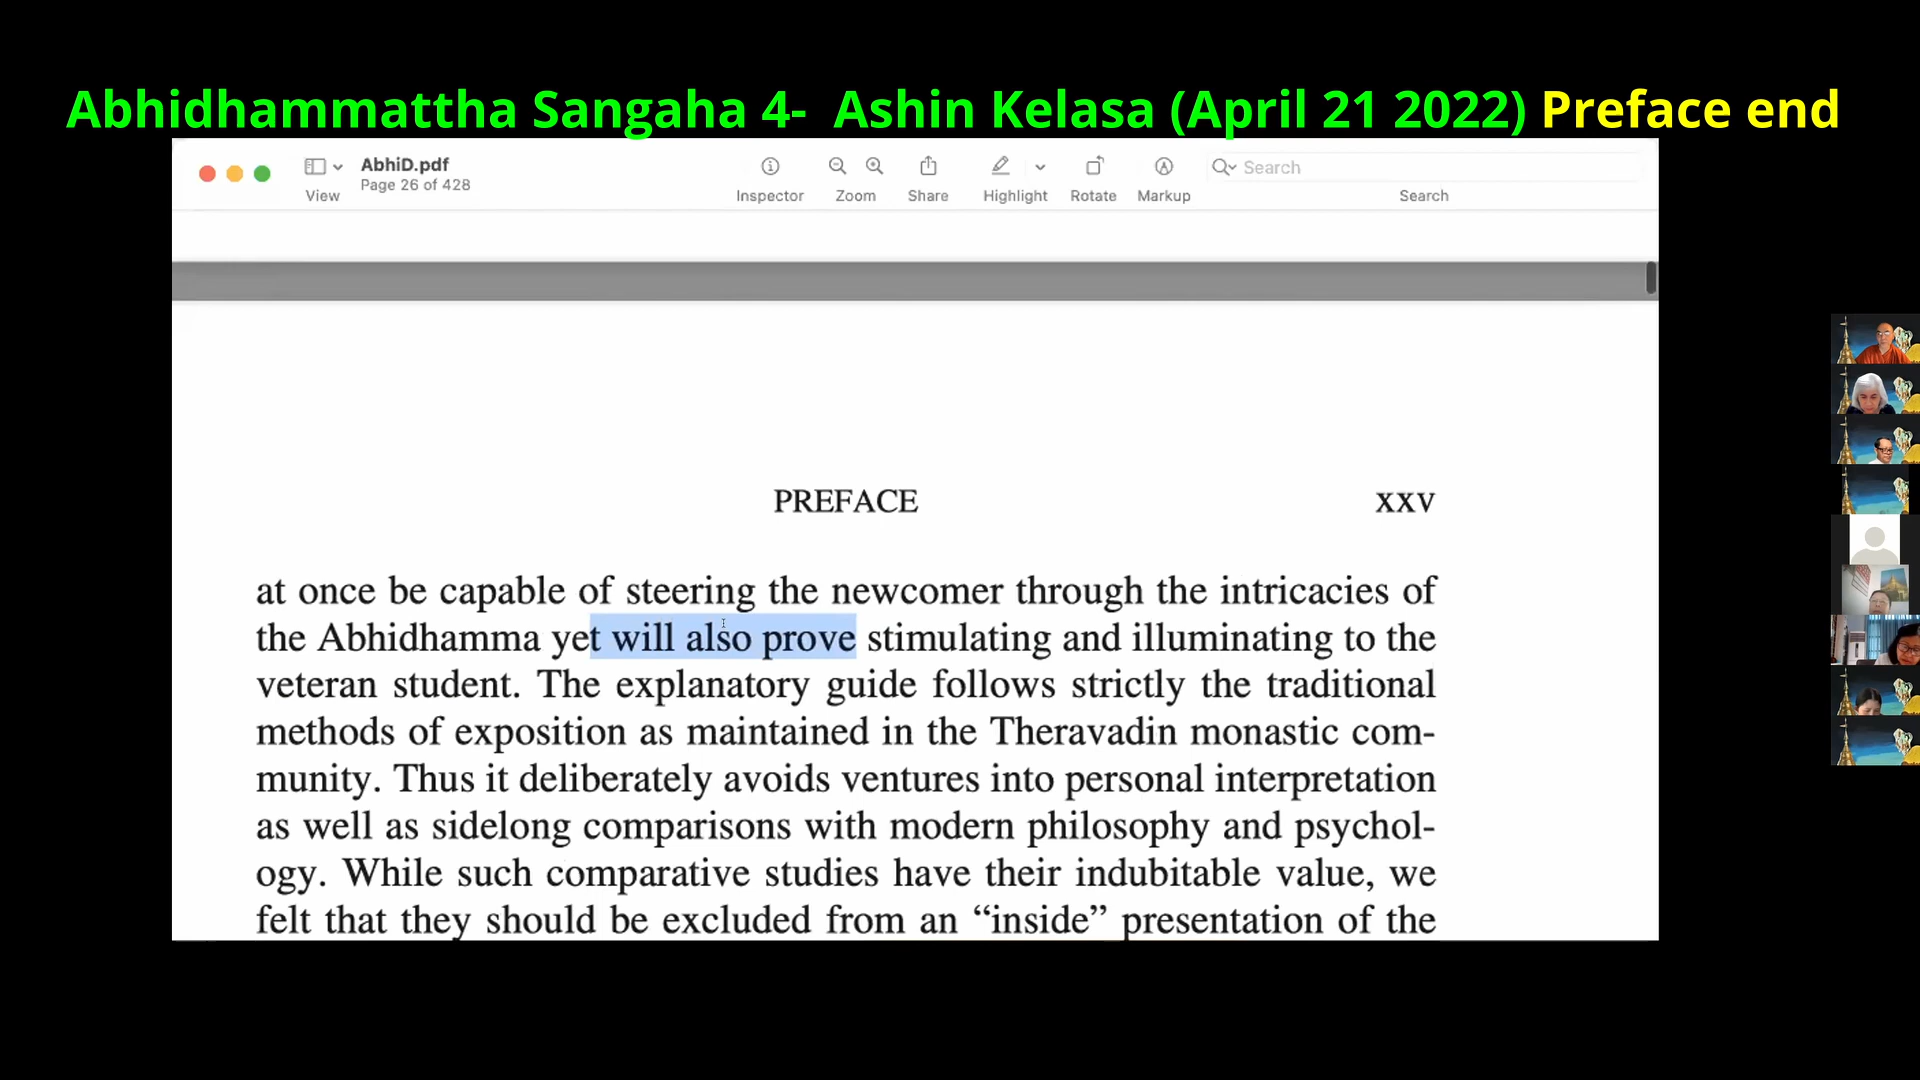 Abhidhammattha Sangaha 4-  Ashin Kelasa (April 21 2022) Preface end
AbhiD.pdf
Page 26 of 428
View
Inspector
Zoom
Share
Highlight
Rotate
Markup
Search
Search
PREFACE xxv
at once be capable of steering the newcomer through the intricacies of
the Abhidhamma yet will also prove stimulating and illuminating to the
veteran student. The explanatory guide follows strictly the traditional
methods of exposition as maintained in the Theravadin monastic com-
munity. Thus it deliberately avoids ventures into personal interpretation
as well as sidelong comparisons with modern philosophy and psychol-
ogy. While such comparative studies have their indubitable value, we
felt that they should be excluded from an “inside” presentation of the